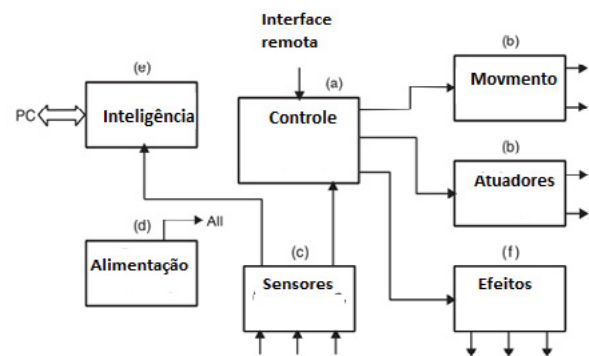 Interface
remota
(e)
(a)
(b)
PC
Inteligência
Controle
Movmento
(b)
Atuadores
(d)
All
Alimentação
(c)
Sensores
(f)
Efeitos